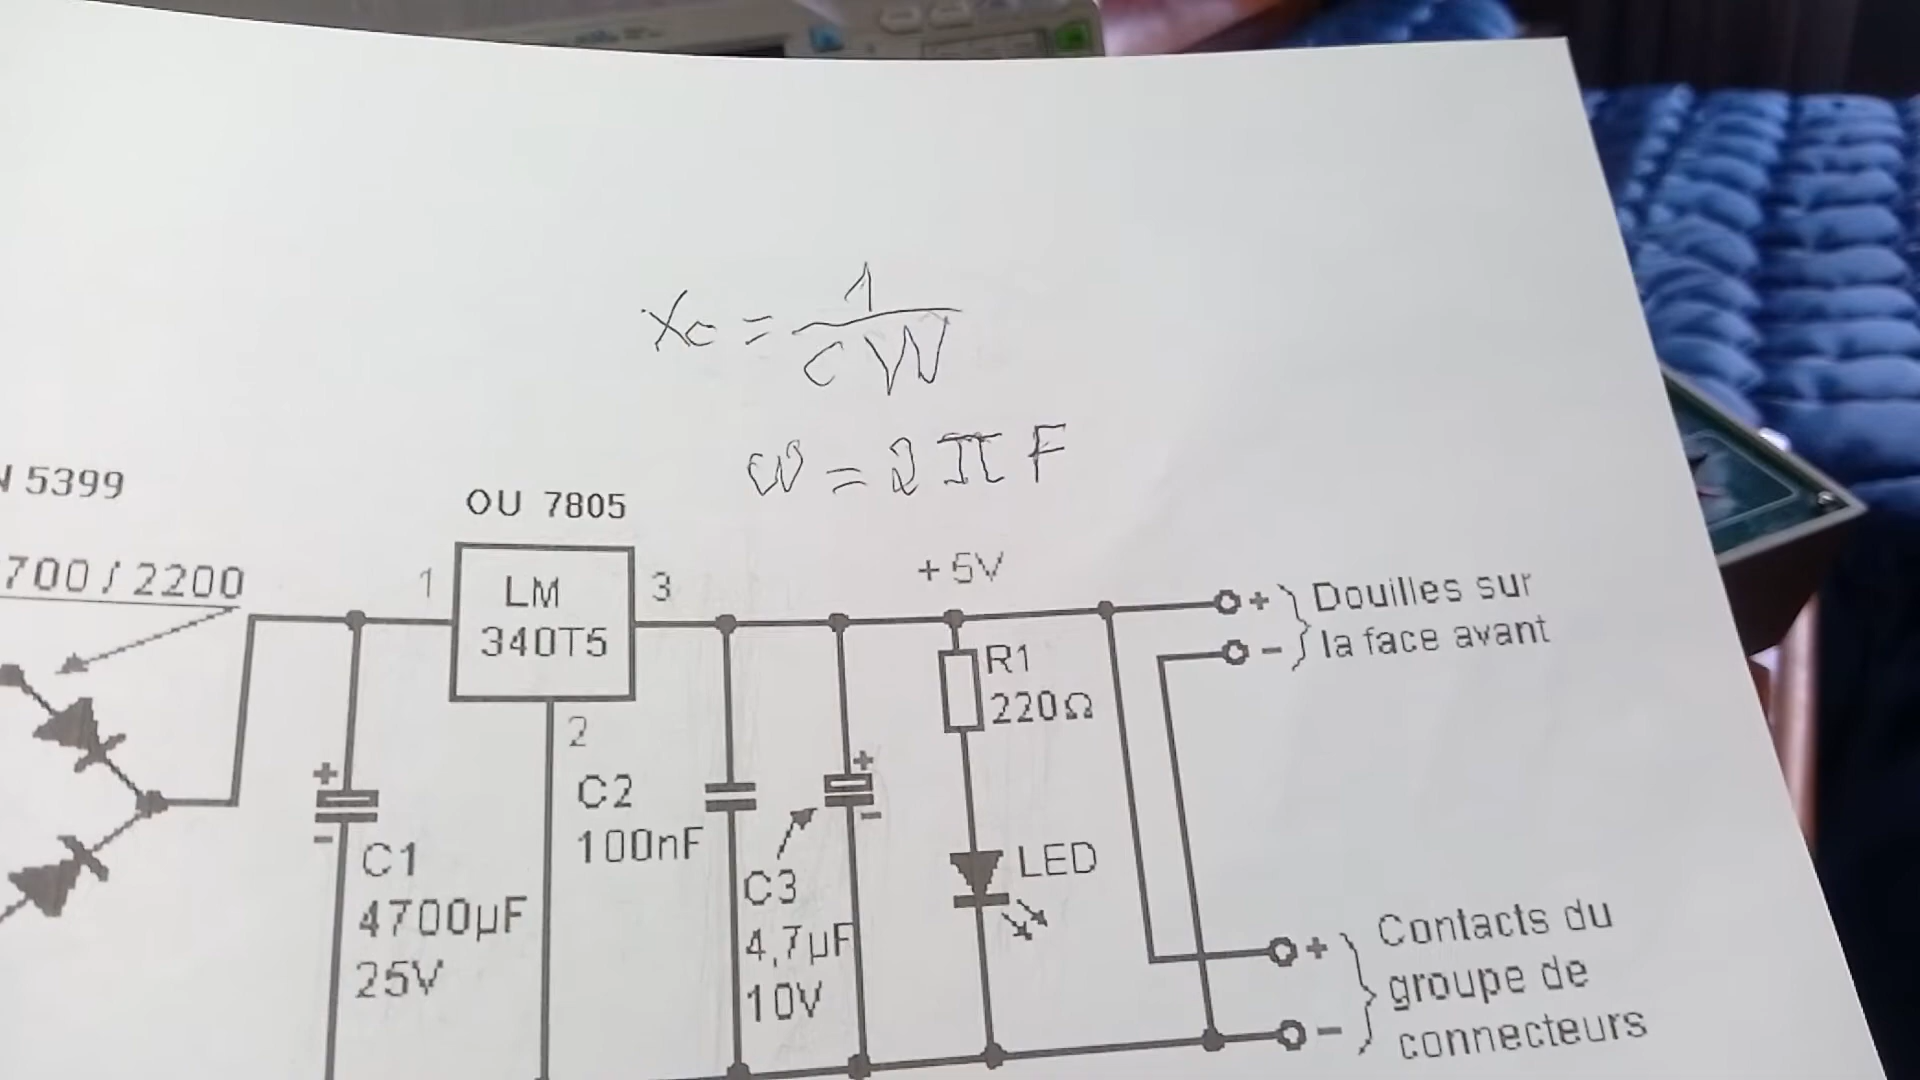 Xc = 1 / CW
W = 2 π F
N 5399
OU 7805
700 / 2200
1
LM
340T5
3
2
+5V
+
-
Douilles sur
la face avant
R1
220Ω
+
-
C1
4700µF
25V
C2
100nF
+
-
C3
4,7µF
10V
LED
+
-
Contacts du
groupe de
connecteurs